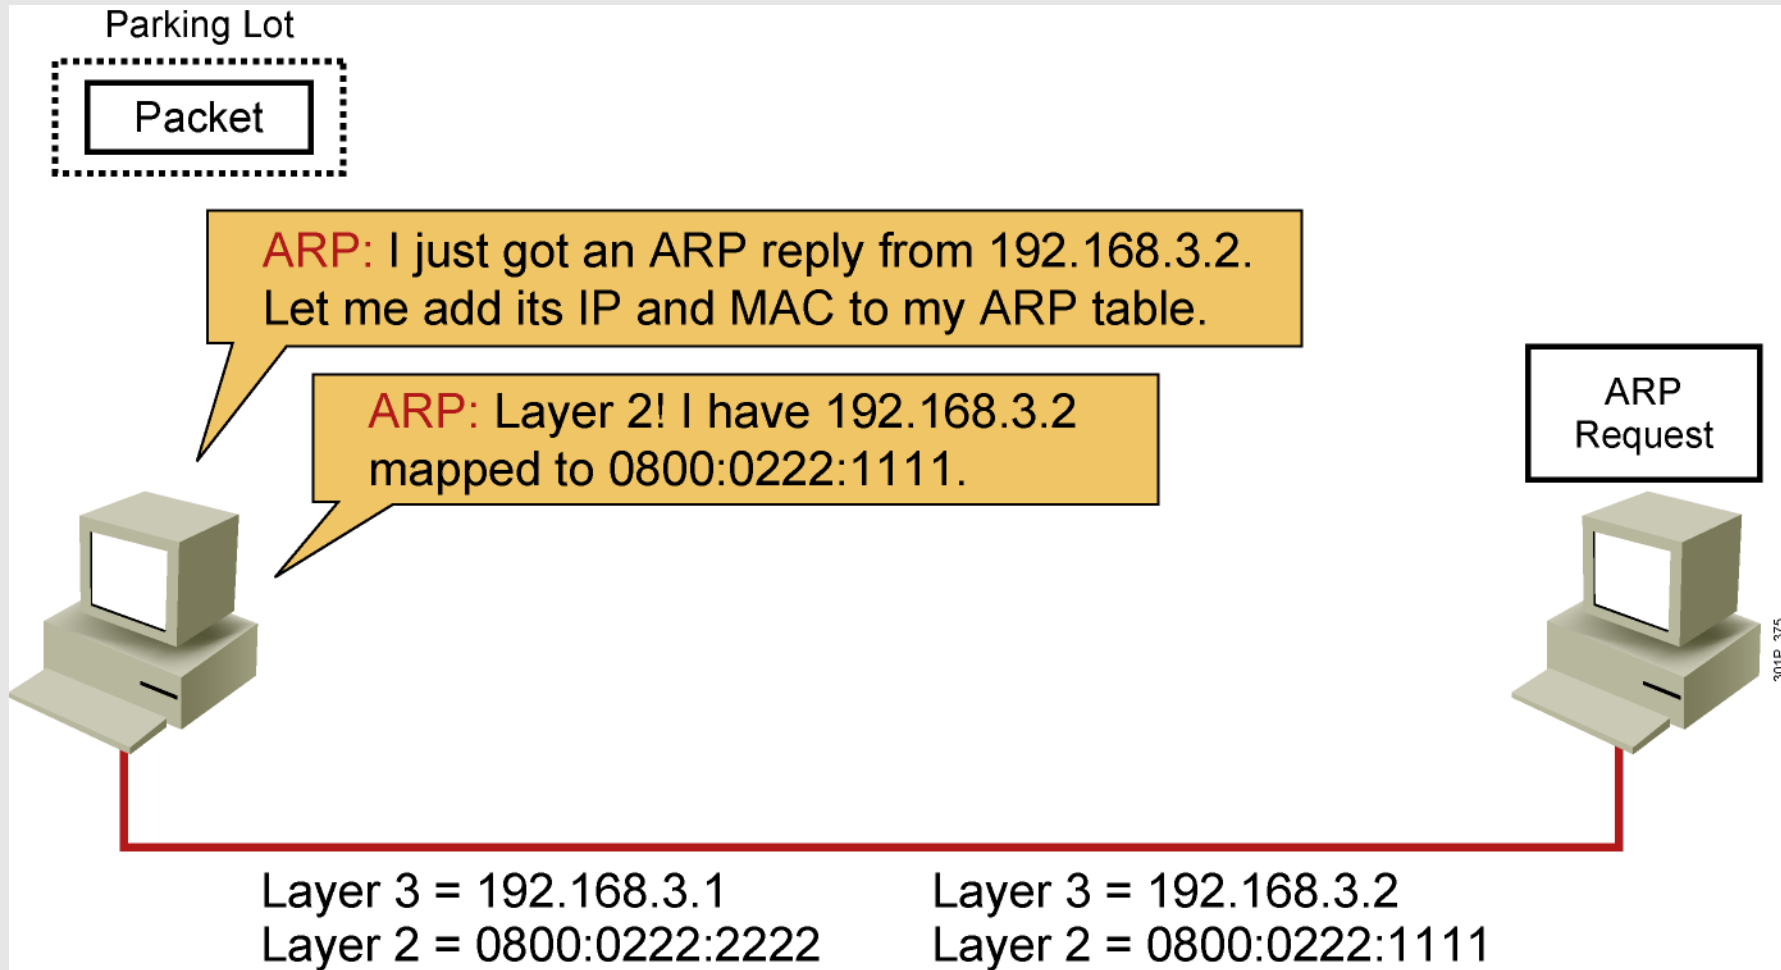 Parking Lot
Packet
ARP: I just got an ARP reply from 192.168.3.2.
Let me add its IP and MAC to my ARP table.
ARP: Layer 2! I have 192.168.3.2
mapped to 0800:0222:1111.
ARP
Request
301P_375
Layer 3 = 192.168.3.1
Layer 2 = 0800:0222:2222
Layer 3 = 192.168.3.2
Layer 2 = 0800:0222:1111